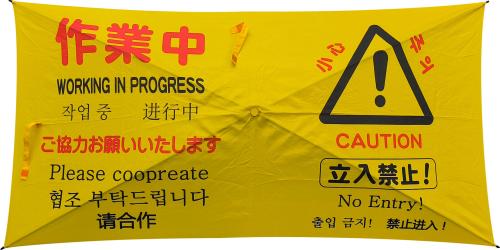 作業中
WORKING IN PROGRESS
작업 중 进行中
ご協力お願いいたします
Please coopreate
협조 부탁드립니다
请合作
小心 주의
CAUTION
立入禁止!
No Entry!
출입 금지! 禁止进入!